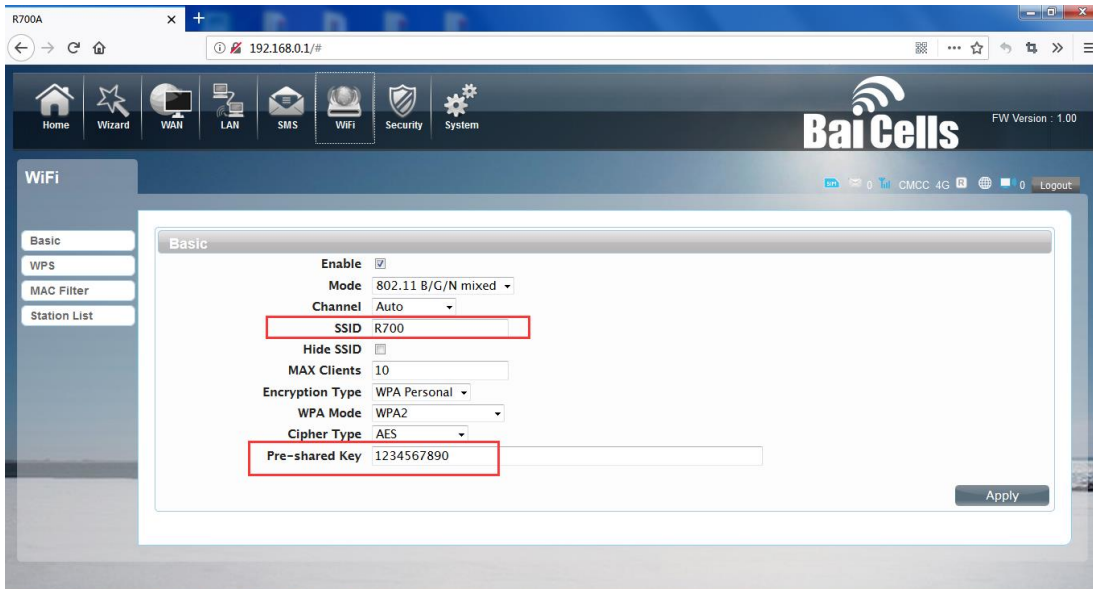 R700A
192.168.0.1/#
Home Wizard WAN LAN SMS WiFi Security System
BaiCells
FW Version : 1.00
WiFi
sim 0 CMCC 4G R 0 Logout
Basic
WPS
MAC Filter
Station List
Basic
Enable
Mode 802.11 B/G/N mixed
Channel Auto
SSID R700
Hide SSID
MAX Clients 10
Encryption Type WPA Personal
WPA Mode WPA2
Cipher Type AES
Pre-shared Key 1234567890
Apply